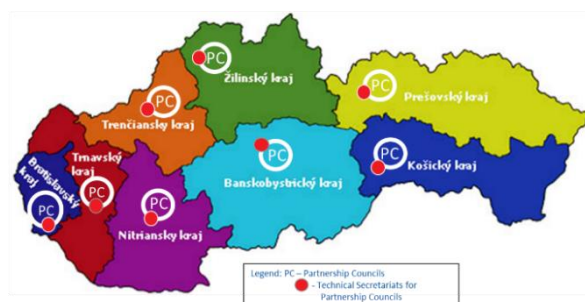 PC
Žilinský kraj
PC
Prešovský kraj
PC
Trenčiansky kraj
PC
Banskobystrický kraj
PC
Košický kraj
Bratislavský
kraj
PC
Trnavský
kraj
PC
PC
Nitriansky kraj
Legend: PC – Partnership Councils
- Technical Secretariats for
Partnership Councils